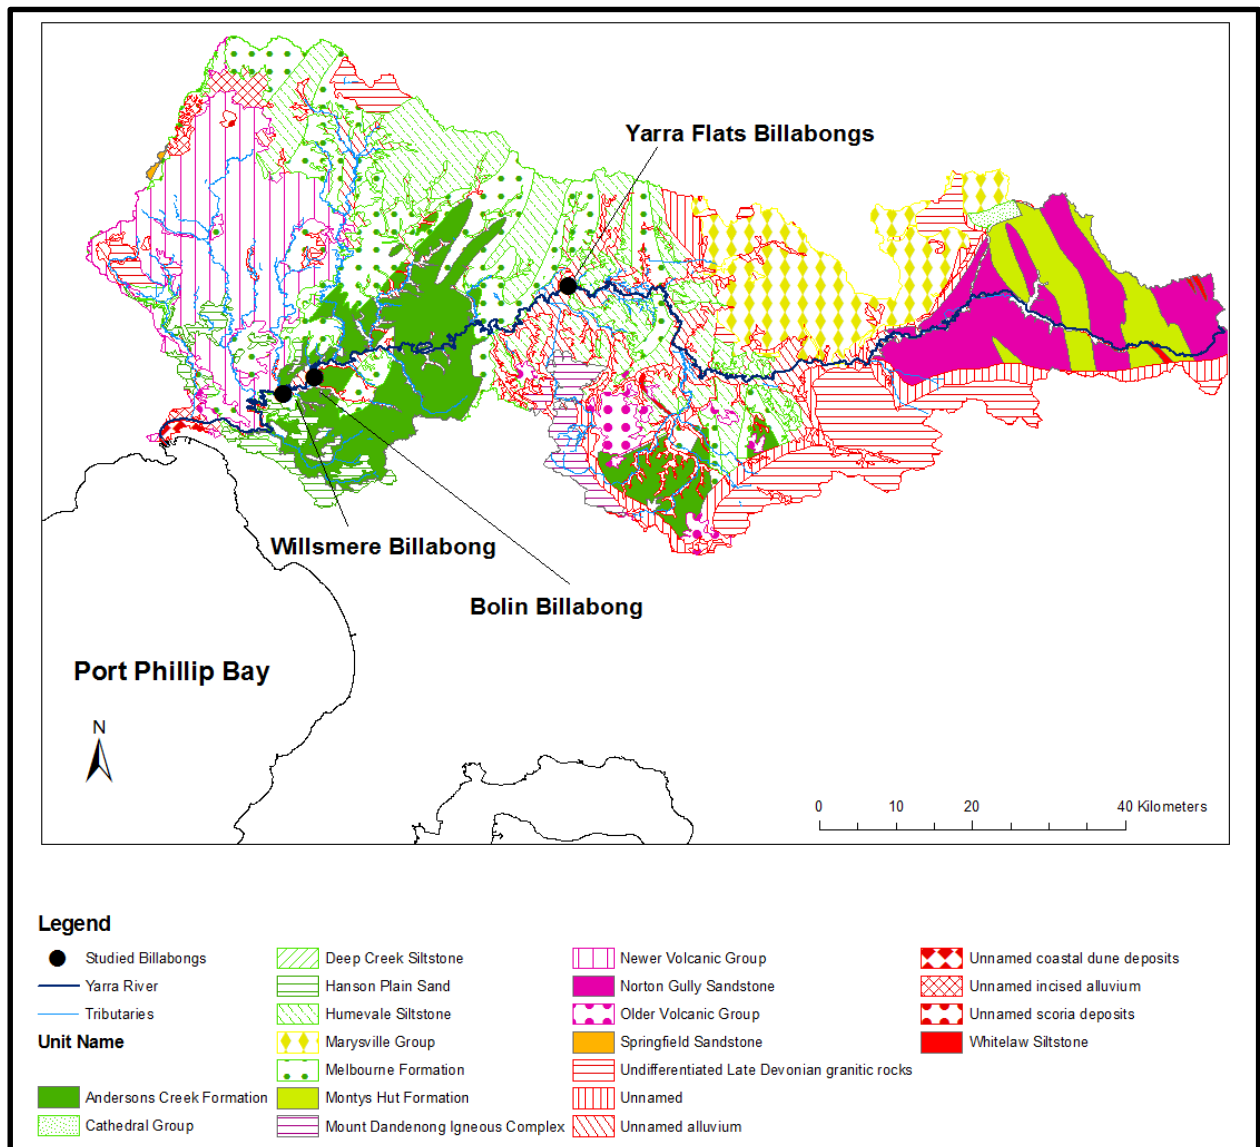 Yarra Flats Billabongs
Willsmere Billabong
Bolin Billabong
Port Phillip Bay
N
0 10 20 40 Kilometers
Legend
Studied Billabongs
Yarra River
Tributaries
Unit Name
Andersons Creek Formation
Cathedral Group
Deep Creek Siltstone
Hanson Plain Sand
Humevale Siltstone
Marysville Group
Melbourne Formation
Montys Hut Formation
Mount Dandenong Igneous Complex
Newer Volcanic Group
Norton Gully Sandstone
Older Volcanic Group
Springfield Sandstone
Undifferentiated Late Devonian granitic rocks
Unnamed
Unnamed alluvium
Unnamed coastal dune deposits
Unnamed incised alluvium
Unnamed scoria deposits
Whitelaw Siltstone